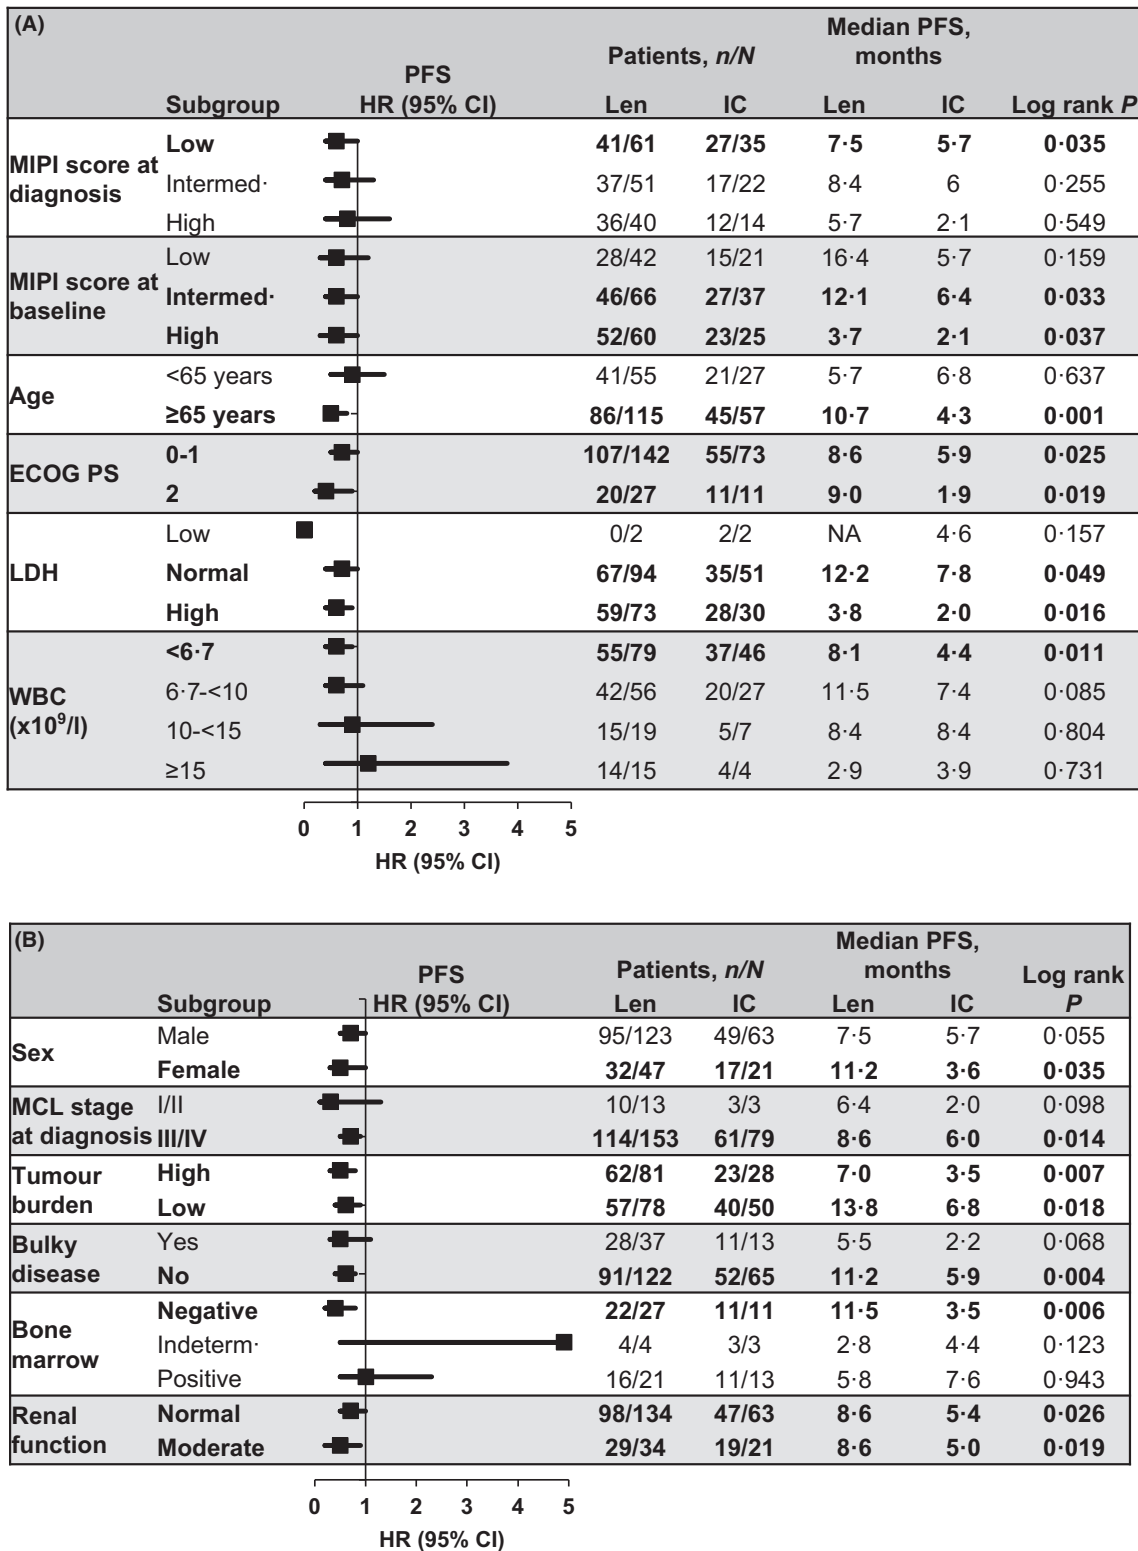 (A)
Median PFS,
Patients, n/N months
PFS
Subgroup HR (95% CI) Len IC Len IC Log rank P
MIPI score at diagnosis
Low 41/61 27/35 7·5 5·7 0·035
Intermed· 37/51 17/22 8·4 6 0·255
High 36/40 12/14 5·7 2·1 0·549
MIPI score at baseline
Low 28/42 15/21 16·4 5·7 0·159
Intermed· 46/66 27/37 12·1 6·4 0·033
High 52/60 23/25 3·7 2·1 0·037
Age
<65 years 41/55 21/27 5·7 6·8 0·637
≥65 years 86/115 45/57 10·7 4·3 0·001
ECOG PS
0-1 107/142 55/73 8·6 5·9 0·025
2 20/27 11/11 9·0 1·9 0·019
LDH
Low 0/2 2/2 NA 4·6 0·157
Normal 67/94 35/51 12·2 7·8 0·049
High 59/73 28/30 3·8 2·0 0·016
WBC (x10⁹/l)
<6·7 55/79 37/46 8·1 4·4 0·011
6·7-<10 42/56 20/27 11·5 7·4 0·085
10-<15 15/19 5/7 8·4 8·4 0·804
≥15 14/15 4/4 2·9 3·9 0·731
0 1 2 3 4 5
HR (95% CI)
(B)
Median PFS,
PFS Patients, n/N months Log rank
Subgroup HR (95% CI) Len IC Len IC P
Sex
Male 95/123 49/63 7·5 5·7 0·055
Female 32/47 17/21 11·2 3·6 0·035
MCL stage at diagnosis
I/II 10/13 3/3 6·4 2·0 0·098
III/IV 114/153 61/79 8·6 6·0 0·014
Tumour burden
High 62/81 23/28 7·0 3·5 0·007
Low 57/78 40/50 13·8 6·8 0·018
Bulky disease
Yes 28/37 11/13 5·5 2·2 0·068
No 91/122 52/65 11·2 5·9 0·004
Bone marrow
Negative 22/27 11/11 11·5 3·5 0·006
Indeterm· 4/4 3/3 2·8 4·4 0·123
Positive 16/21 11/13 5·8 7·6 0·943
Renal function
Normal 98/134 47/63 8·6 5·4 0·026
Moderate 29/34 19/21 8·6 5·0 0·019
0 1 2 3 4 5
HR (95% CI)